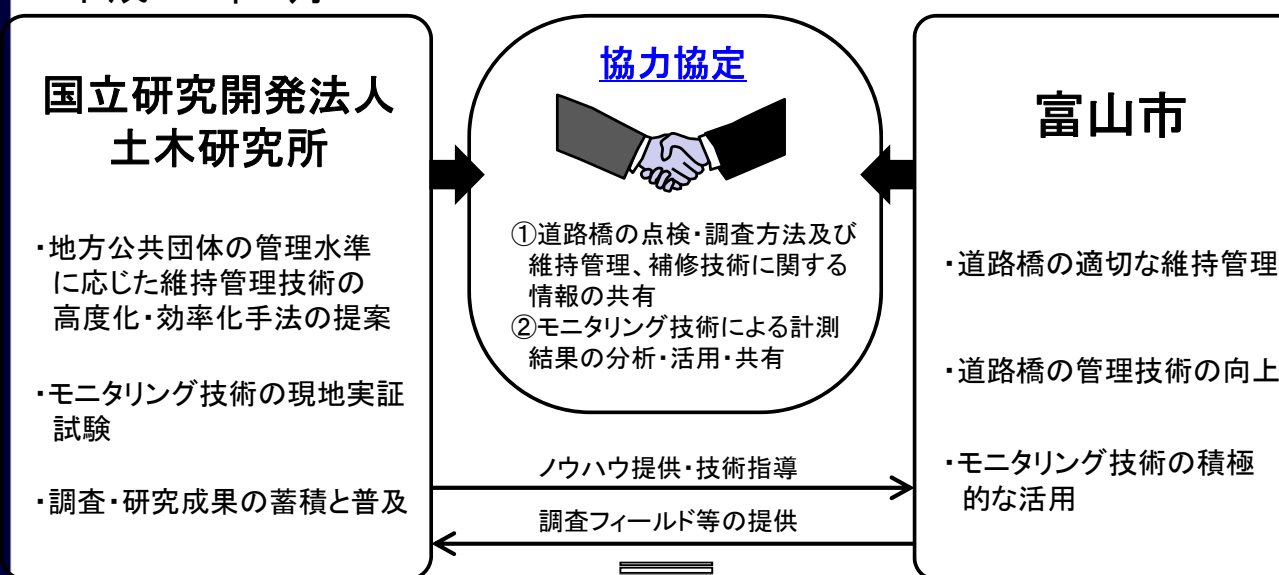 国立研究開発法人
土木研究所
・地方公共団体の管理水準
に応じた維持管理技術の
高度化・効率化手法の提案
・モニタリング技術の現地実証
試験
・調査・研究成果の蓄積と普及
協力協定
①道路橋の点検・調査方法及び
維持管理、補修技術に関する
情報の共有
②モニタリング技術による計測
結果の分析・活用・共有
ノウハウ提供・技術指導
調査フィールド等の提供
富山市
・道路橋の適切な維持管理
・道路橋の管理技術の向上
・モニタリング技術の積極
的な活用